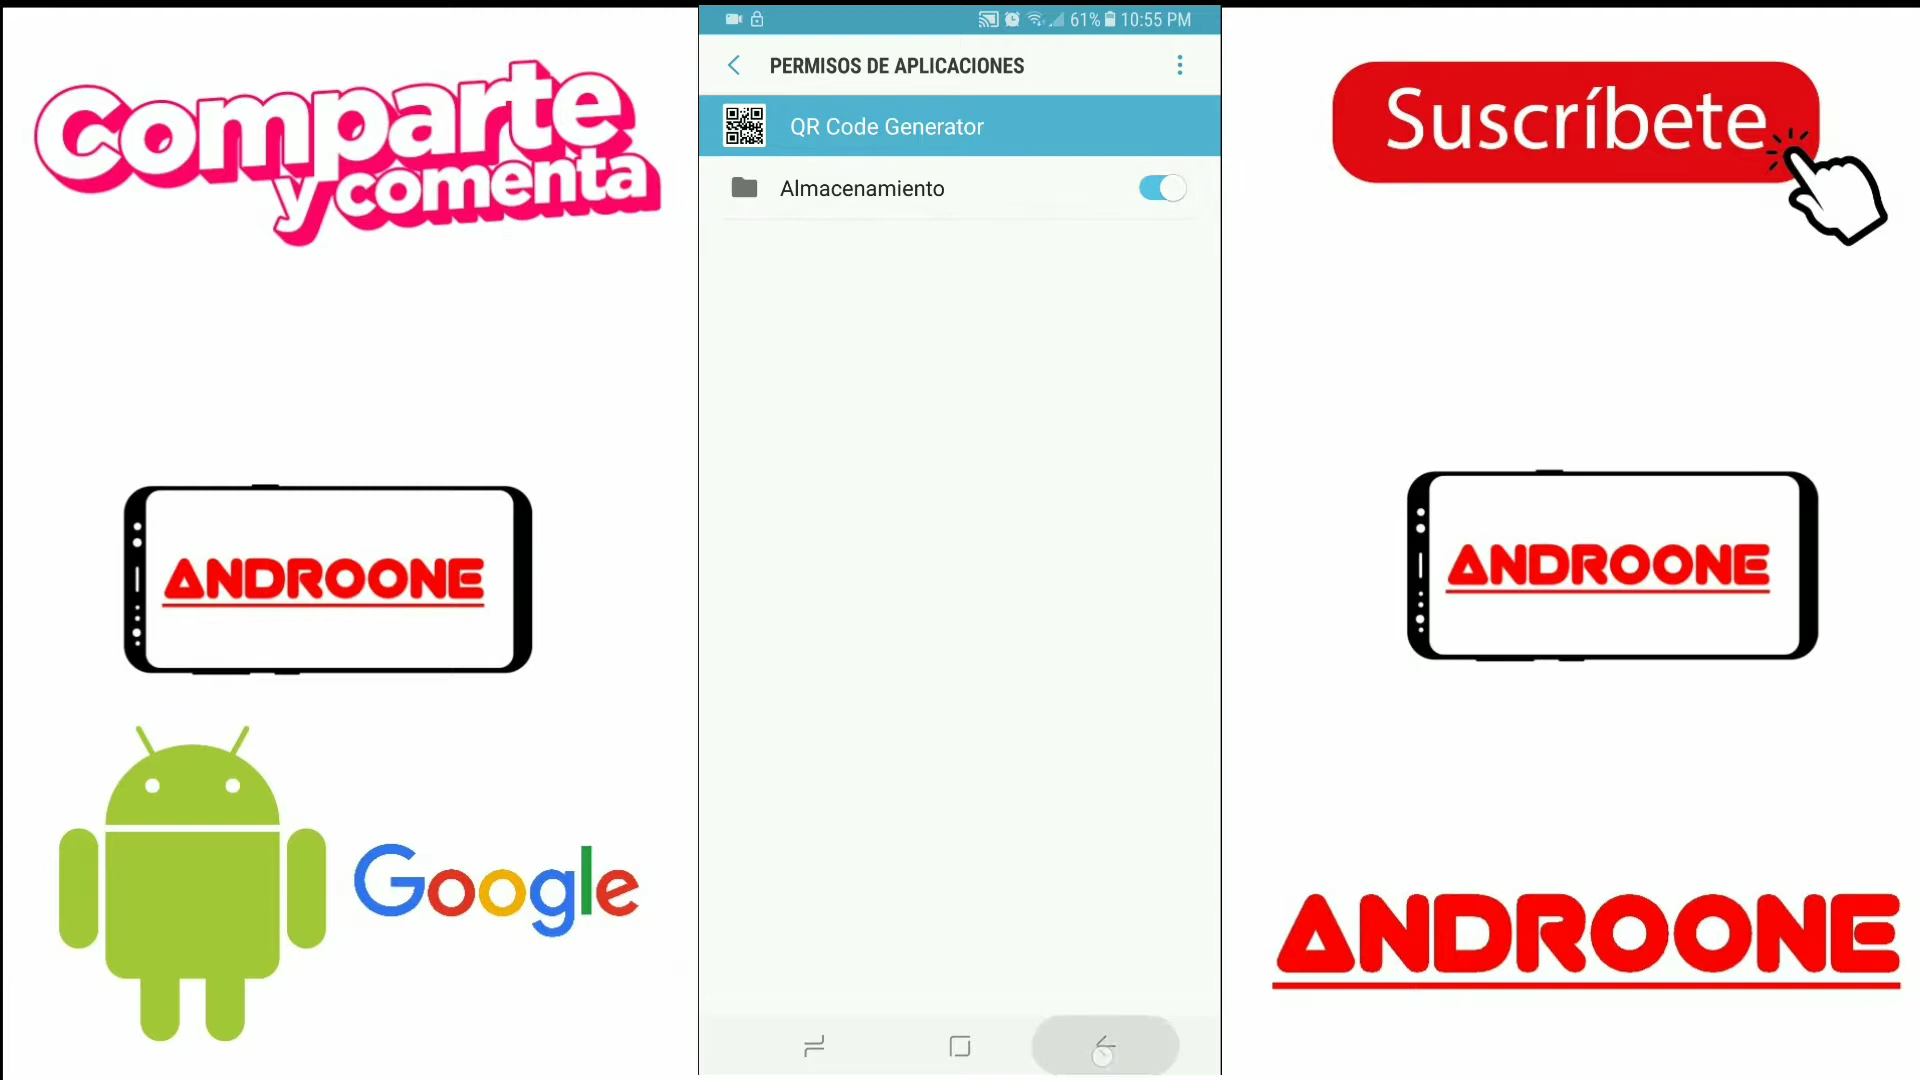 Comparte
y comenta
ANDROONE
Google
61% 10:55 PM
PERMISOS DE APLICACIONES
QR Code Generator
Almacenamiento
Suscríbete
ANDROONE
ANDROONE